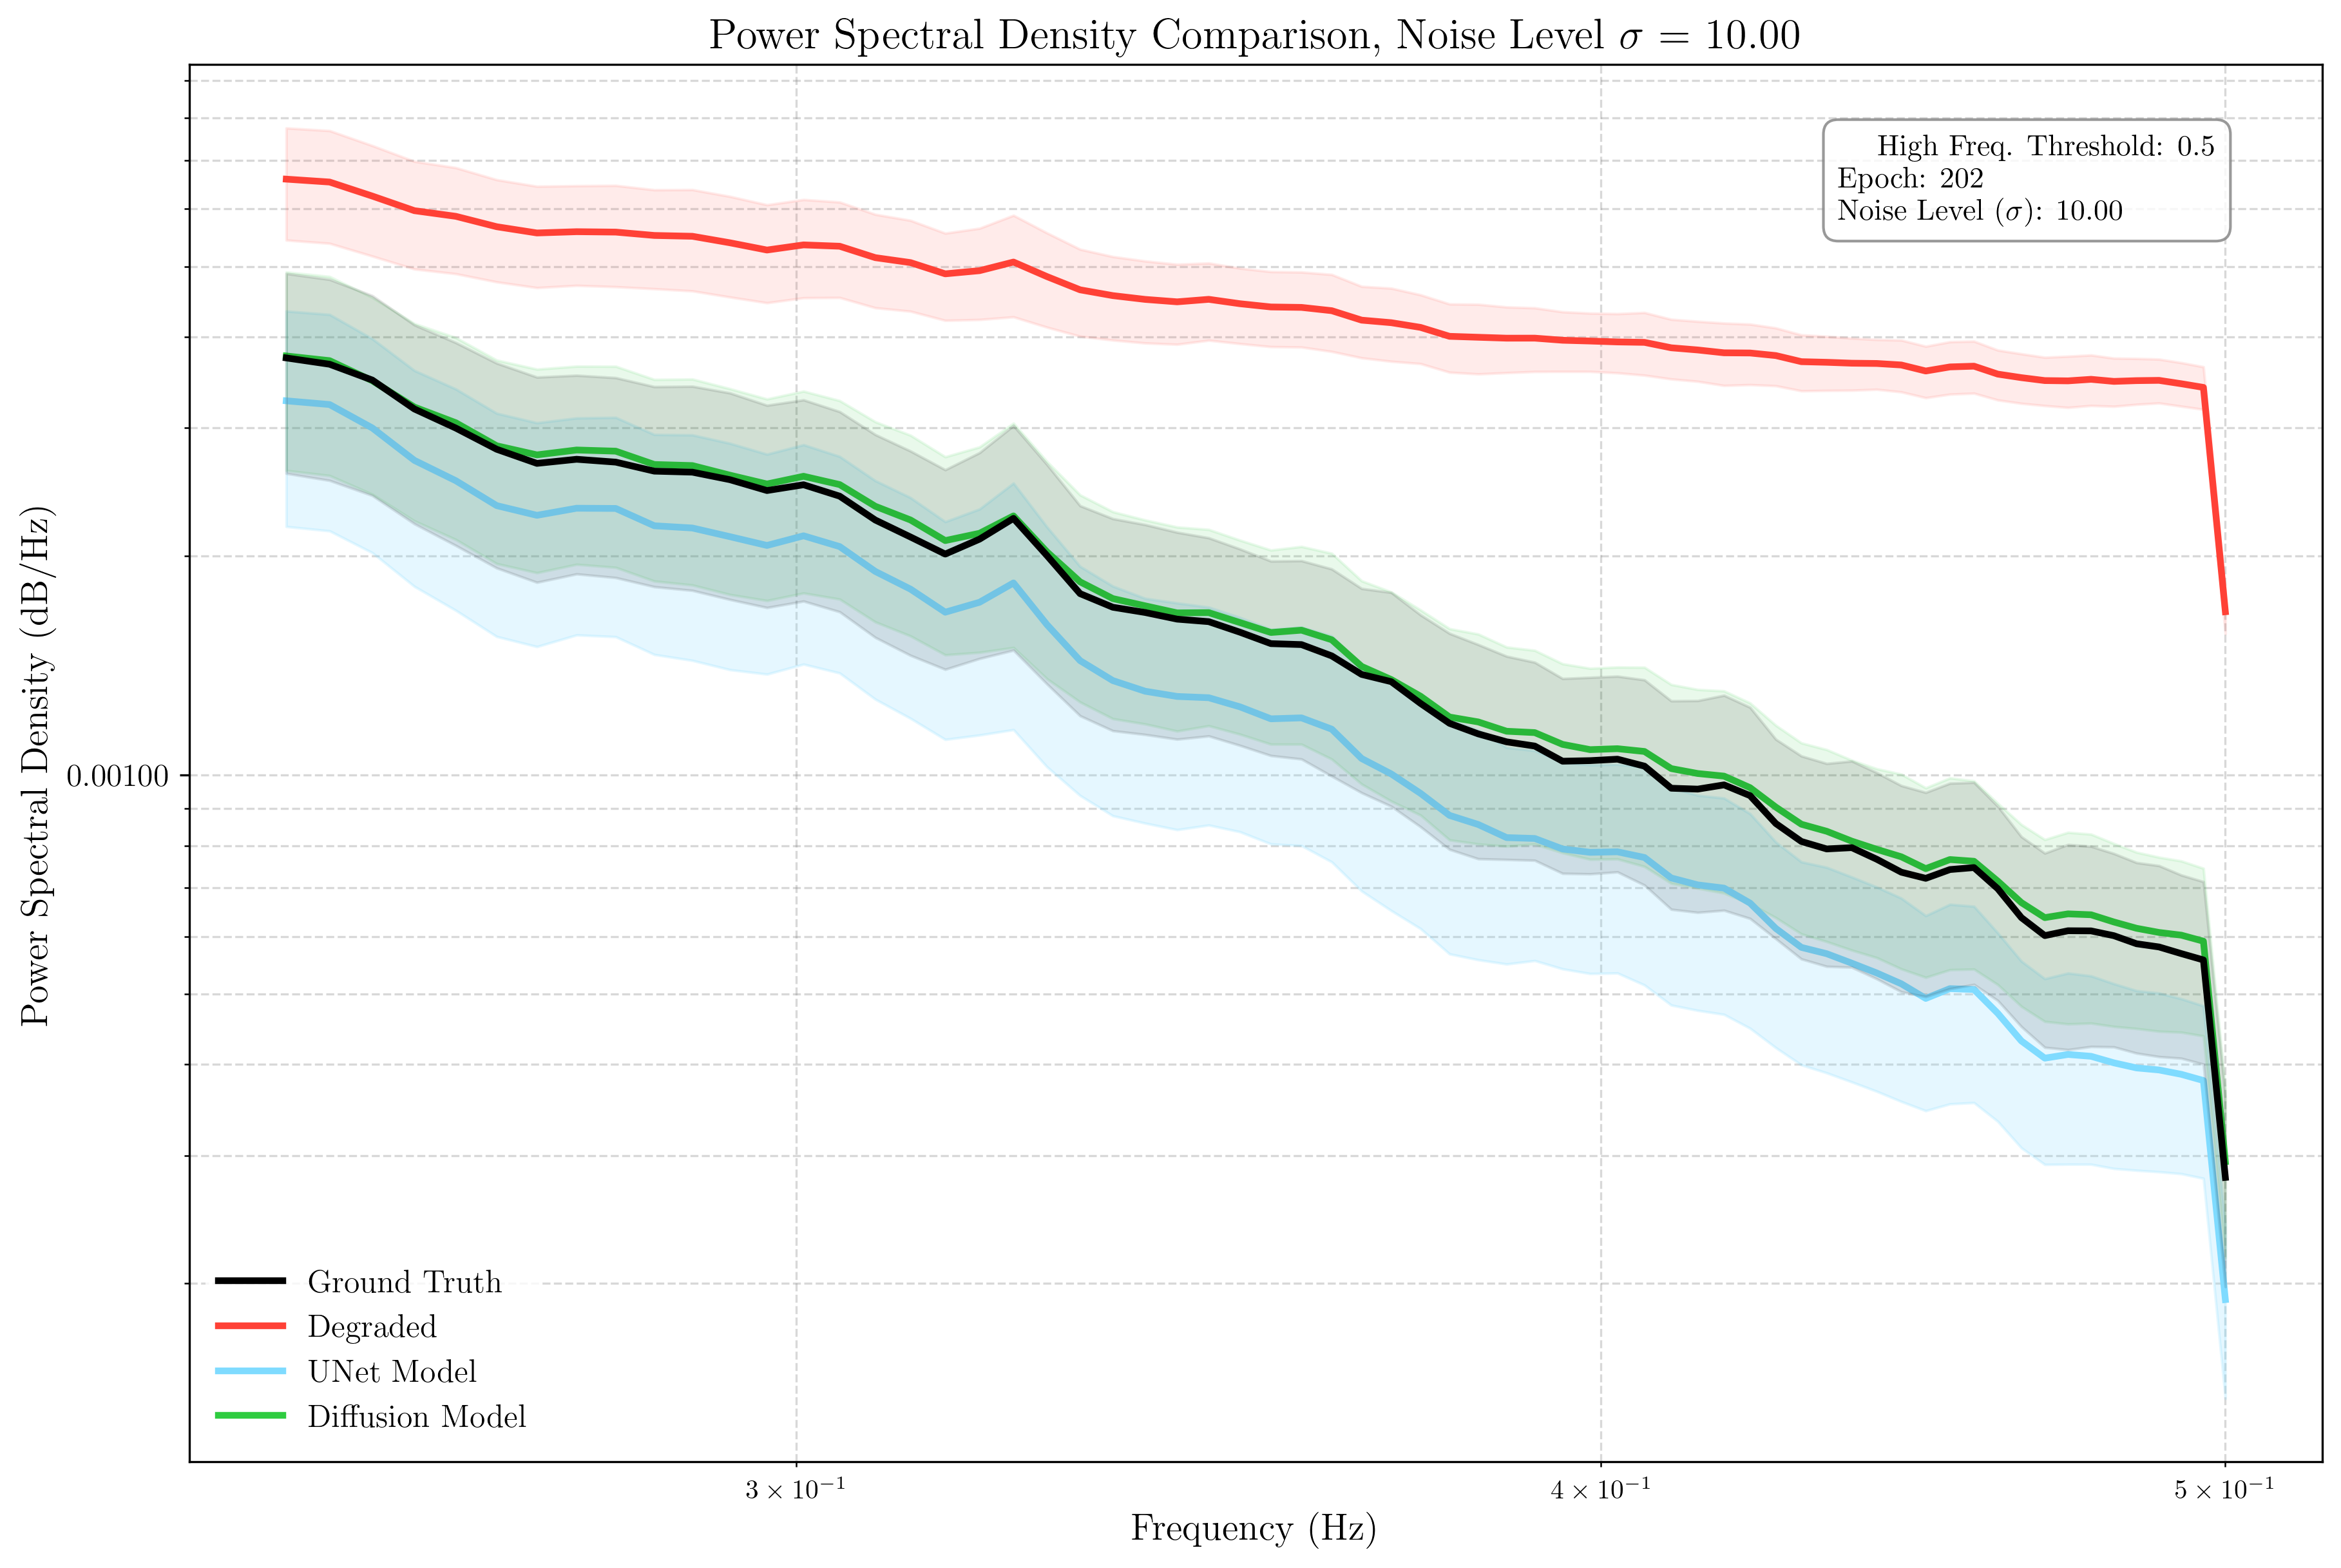 Power Spectral Density Comparison, Noise Level σ = 10.00
High Freq. Threshold: 0.5
Epoch: 202
Noise Level (σ): 10.00
Power Spectral Density (dB/Hz)
0.00100
Ground Truth
Degraded
UNet Model
Diffusion Model
3 × 10⁻¹
4 × 10⁻¹
5 × 10⁻¹
Frequency (Hz)